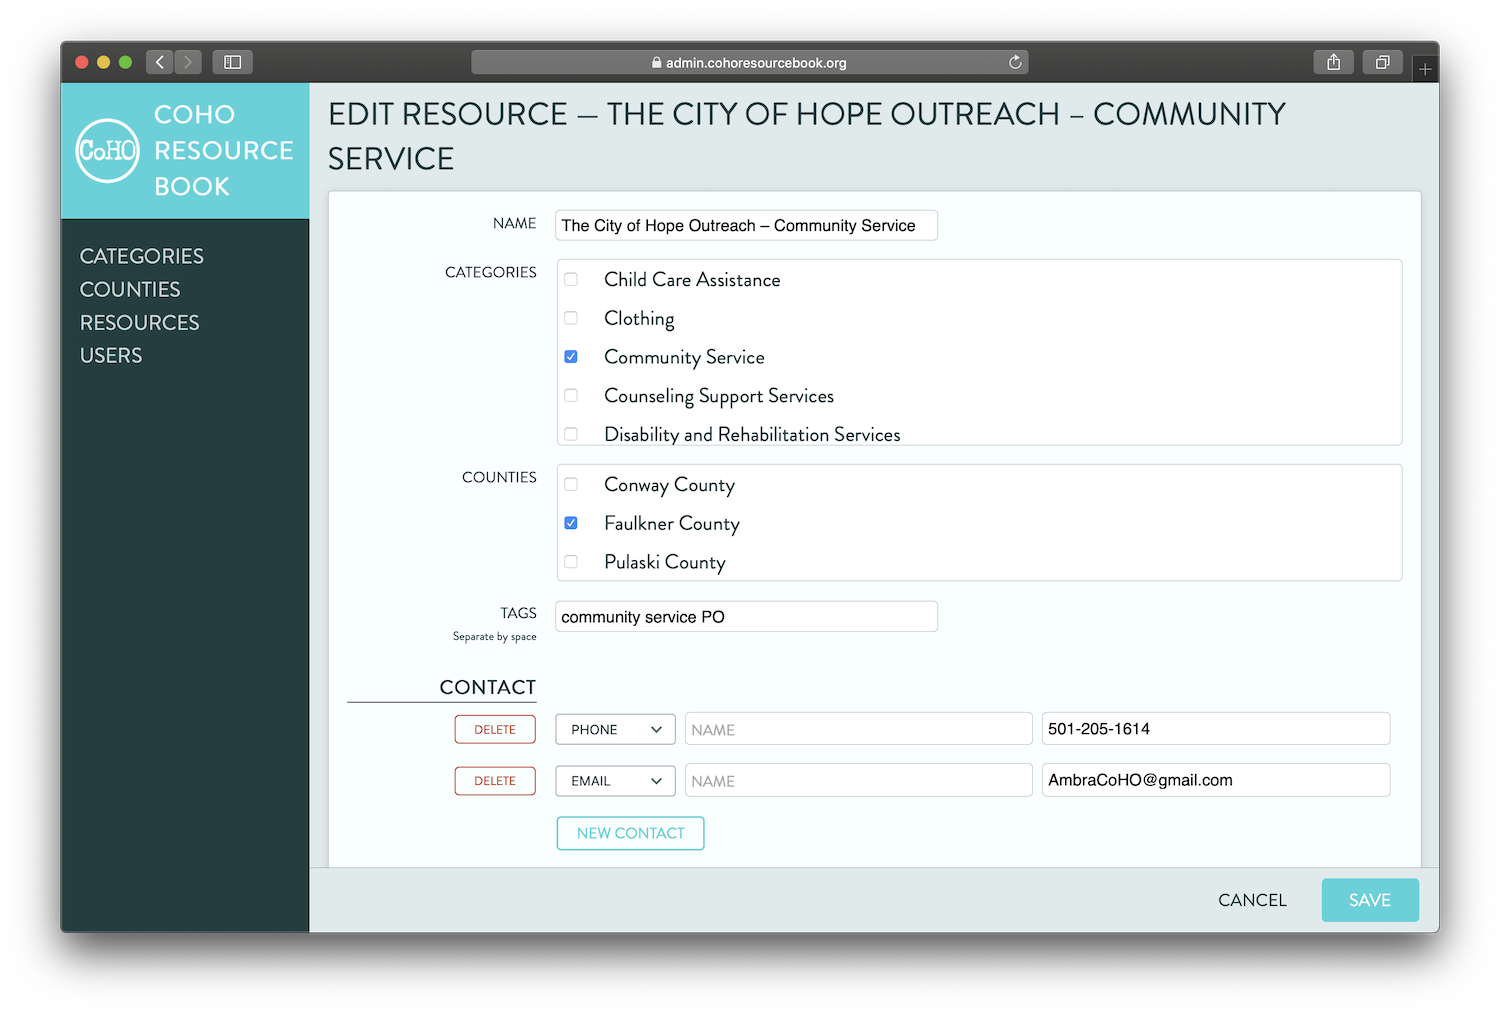 admin.cohoresourcebook.org
CoHO
COHO
RESOURCE
BOOK
CATEGORIES
COUNTIES
RESOURCES
USERS
EDIT RESOURCE — THE CITY OF HOPE OUTREACH – COMMUNITY
SERVICE
NAME
The City of Hope Outreach – Community Service
CATEGORIES
Child Care Assistance
Clothing
Community Service
Counseling Support Services
Disability and Rehabilitation Services
COUNTIES
Conway County
Faulkner County
Pulaski County
TAGS
Separate by space
community service PO
CONTACT
DELETE PHONE NAME 501-205-1614
DELETE EMAIL NAME AmbraCoHO@gmail.com
NEW CONTACT
CANCEL SAVE